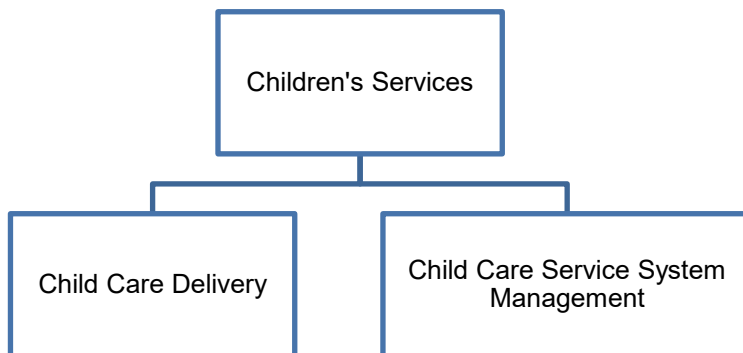 Children's Services
Child Care Delivery
Child Care Service System
Management